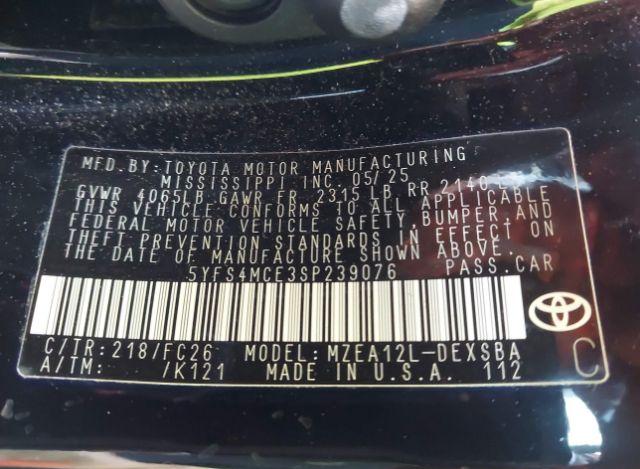 MFD.BY: TOYOTA MOTOR MANUFACTURING
MISSISSIPPI INC. 05/25
GVWR 4065LB GAWR FR 2315LB RR 2140
THIS VEHICLE CONFORMS TO ALL APPLICABLE
FEDERAL MOTOR VEHICLE SAFETY, BUMPER, AND
THEFT PREVENTION STANDARDS IN EFFECT ON
THE DATE OF MANUFACTURE SHOWN ABOVE.
5YFS4MCE3SP239076 PASS.CAR
C/TR: 218/FC26 MODEL: MZEA12L-DEXSBA
A/TM: /K121 MADE IN U.S.A. 112
C